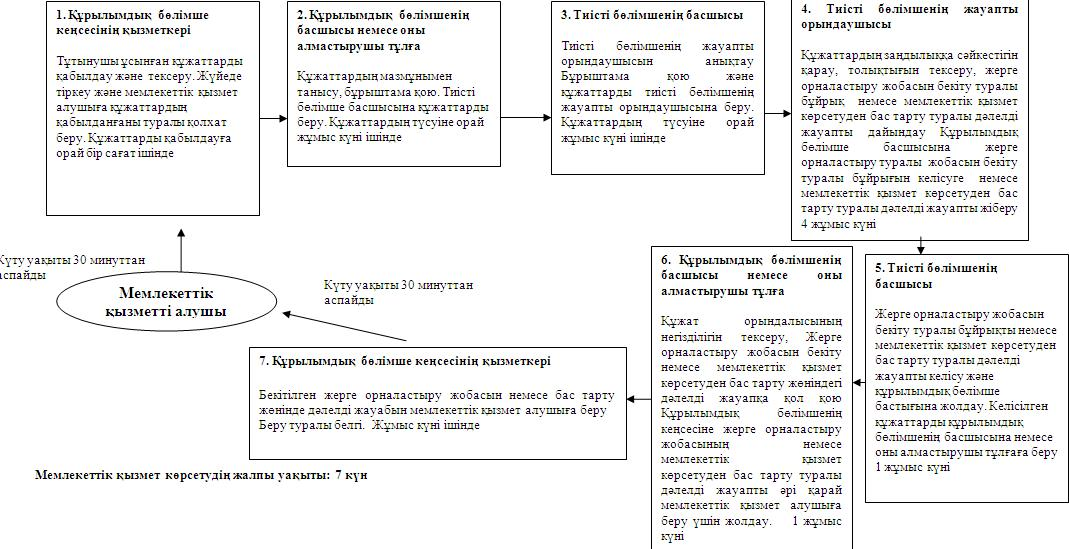 1. Құрылымдық бөлімше
кеңсесінің қызметкері
Тұтынушы ұсынған құжаттарды
қабылдау және тексеру. Жүйеде
тіркеу және мемлекеттік қызмет
алушыға құжаттардың
қабылданғаны туралы қолхат
беру. Құжаттарды қабылдауға
орай бір сағат ішінде
2. Құрылымдық бөлімшенің
басшысы немесе оны
алмастырушы тұлға
Құжаттардың мазмұнымен
танысу, бұрыштама қою. Тиісті
бөлімше басшысына құжаттарды
беру. Құжаттардың түсуіне орай
жұмыс күні ішінде
3. Тиісті бөлімшенің басшысы
Тиісті бөлімшенің жауапты
орындаушысын анықтау
Бұрыштама қою және
құжаттарды тиісті бөлімшенің
жауапты орындаушысына беру.
Құжаттардың түсуіне орай
жұмыс күні ішінде
4. Тиісті бөлімшенің жауапты
орындаушысы
Құжаттардың заңдылыққа сәйкестігін
қарау, толықтығын тексеру, жерге
орналастыру жобасын бекіту туралы
бұйрық немесе мемлекеттік қызмет
көрсетуден бас тарту туралы дәлелді
жауапты дайындау Құрылымдық
бөлімше басшысына жерге
орналастыру туралы жобасын бекіту
туралы бұйрығын келісуге немесе
мемлекеттік қызмет көрсетуден бас
тарту туралы дәлелді жауапты жіберу
4 жұмыс күні
5. Тиісті бөлімшенің
басшысы
Жерге орналастыру жобасын
бекіту туралы бұйрықты немесе
мемлекеттік қызмет көрсетуден
бас тарту туралы дәлелді
жауапты келісу және
құрылымдық бөлімше
бастығына жолдау. Келісілген
құжаттарды құрылымдық
бөлімшенің басшысына немесе
оны алмастырушы тұлғаға беру
1 жұмыс күні
6. Құрылымдық бөлімшенің
басшысы немесе оны
алмастырушы тұлға
Құжат орындалысының
негізділігін тексеру, Жерге
орналастыру жобасын бекіту
немесе мемлекеттік қызмет
көрсетуден бас тарту жөніндегі
дәлелді жауапқа қол қою
Құрылымдық бөлімшенің
кеңсесіне жерге орналастыру
жобасының немесе
мемлекеттік қызмет
көрсетуден бас тарту туралы
дәлелді жауапты әрі қарай
мемлекеттік қызмет алушыға
беру үшін жолдау. 1 жұмыс
күні
7. Құрылымдық бөлімше кеңсесінің қызметкері
Бекітілген жерге орналастыру жобасын немесе бас тарту
жөнінде дәлелді жауабын мемлекеттік қызмет алушыға беру
Беру туралы белгі. Жұмыс күні ішінде
Күту уақыты 30 минуттан
аспайды
Күту уақыты 30 минуттан
аспайды
Мемлекеттік
қызметті алушы
Мемлекеттік қызмет көрсетудің жалпы уақыты: 7 күн